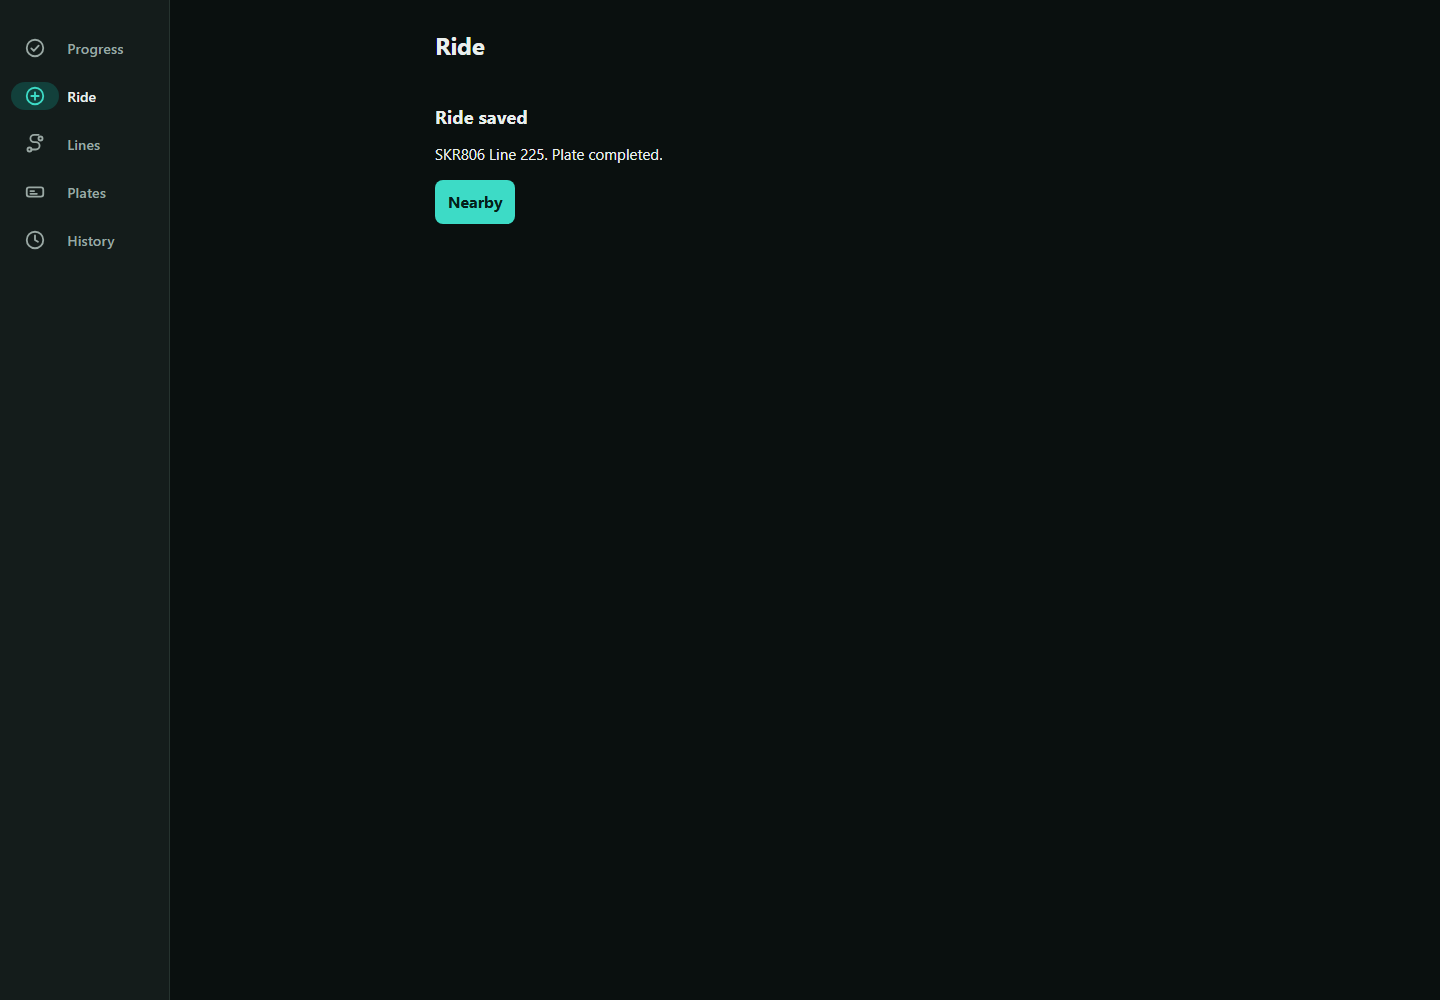 Progress
Ride
Lines
Plates
History
Ride
Ride saved
SKR806 Line 225. Plate completed.
Nearby